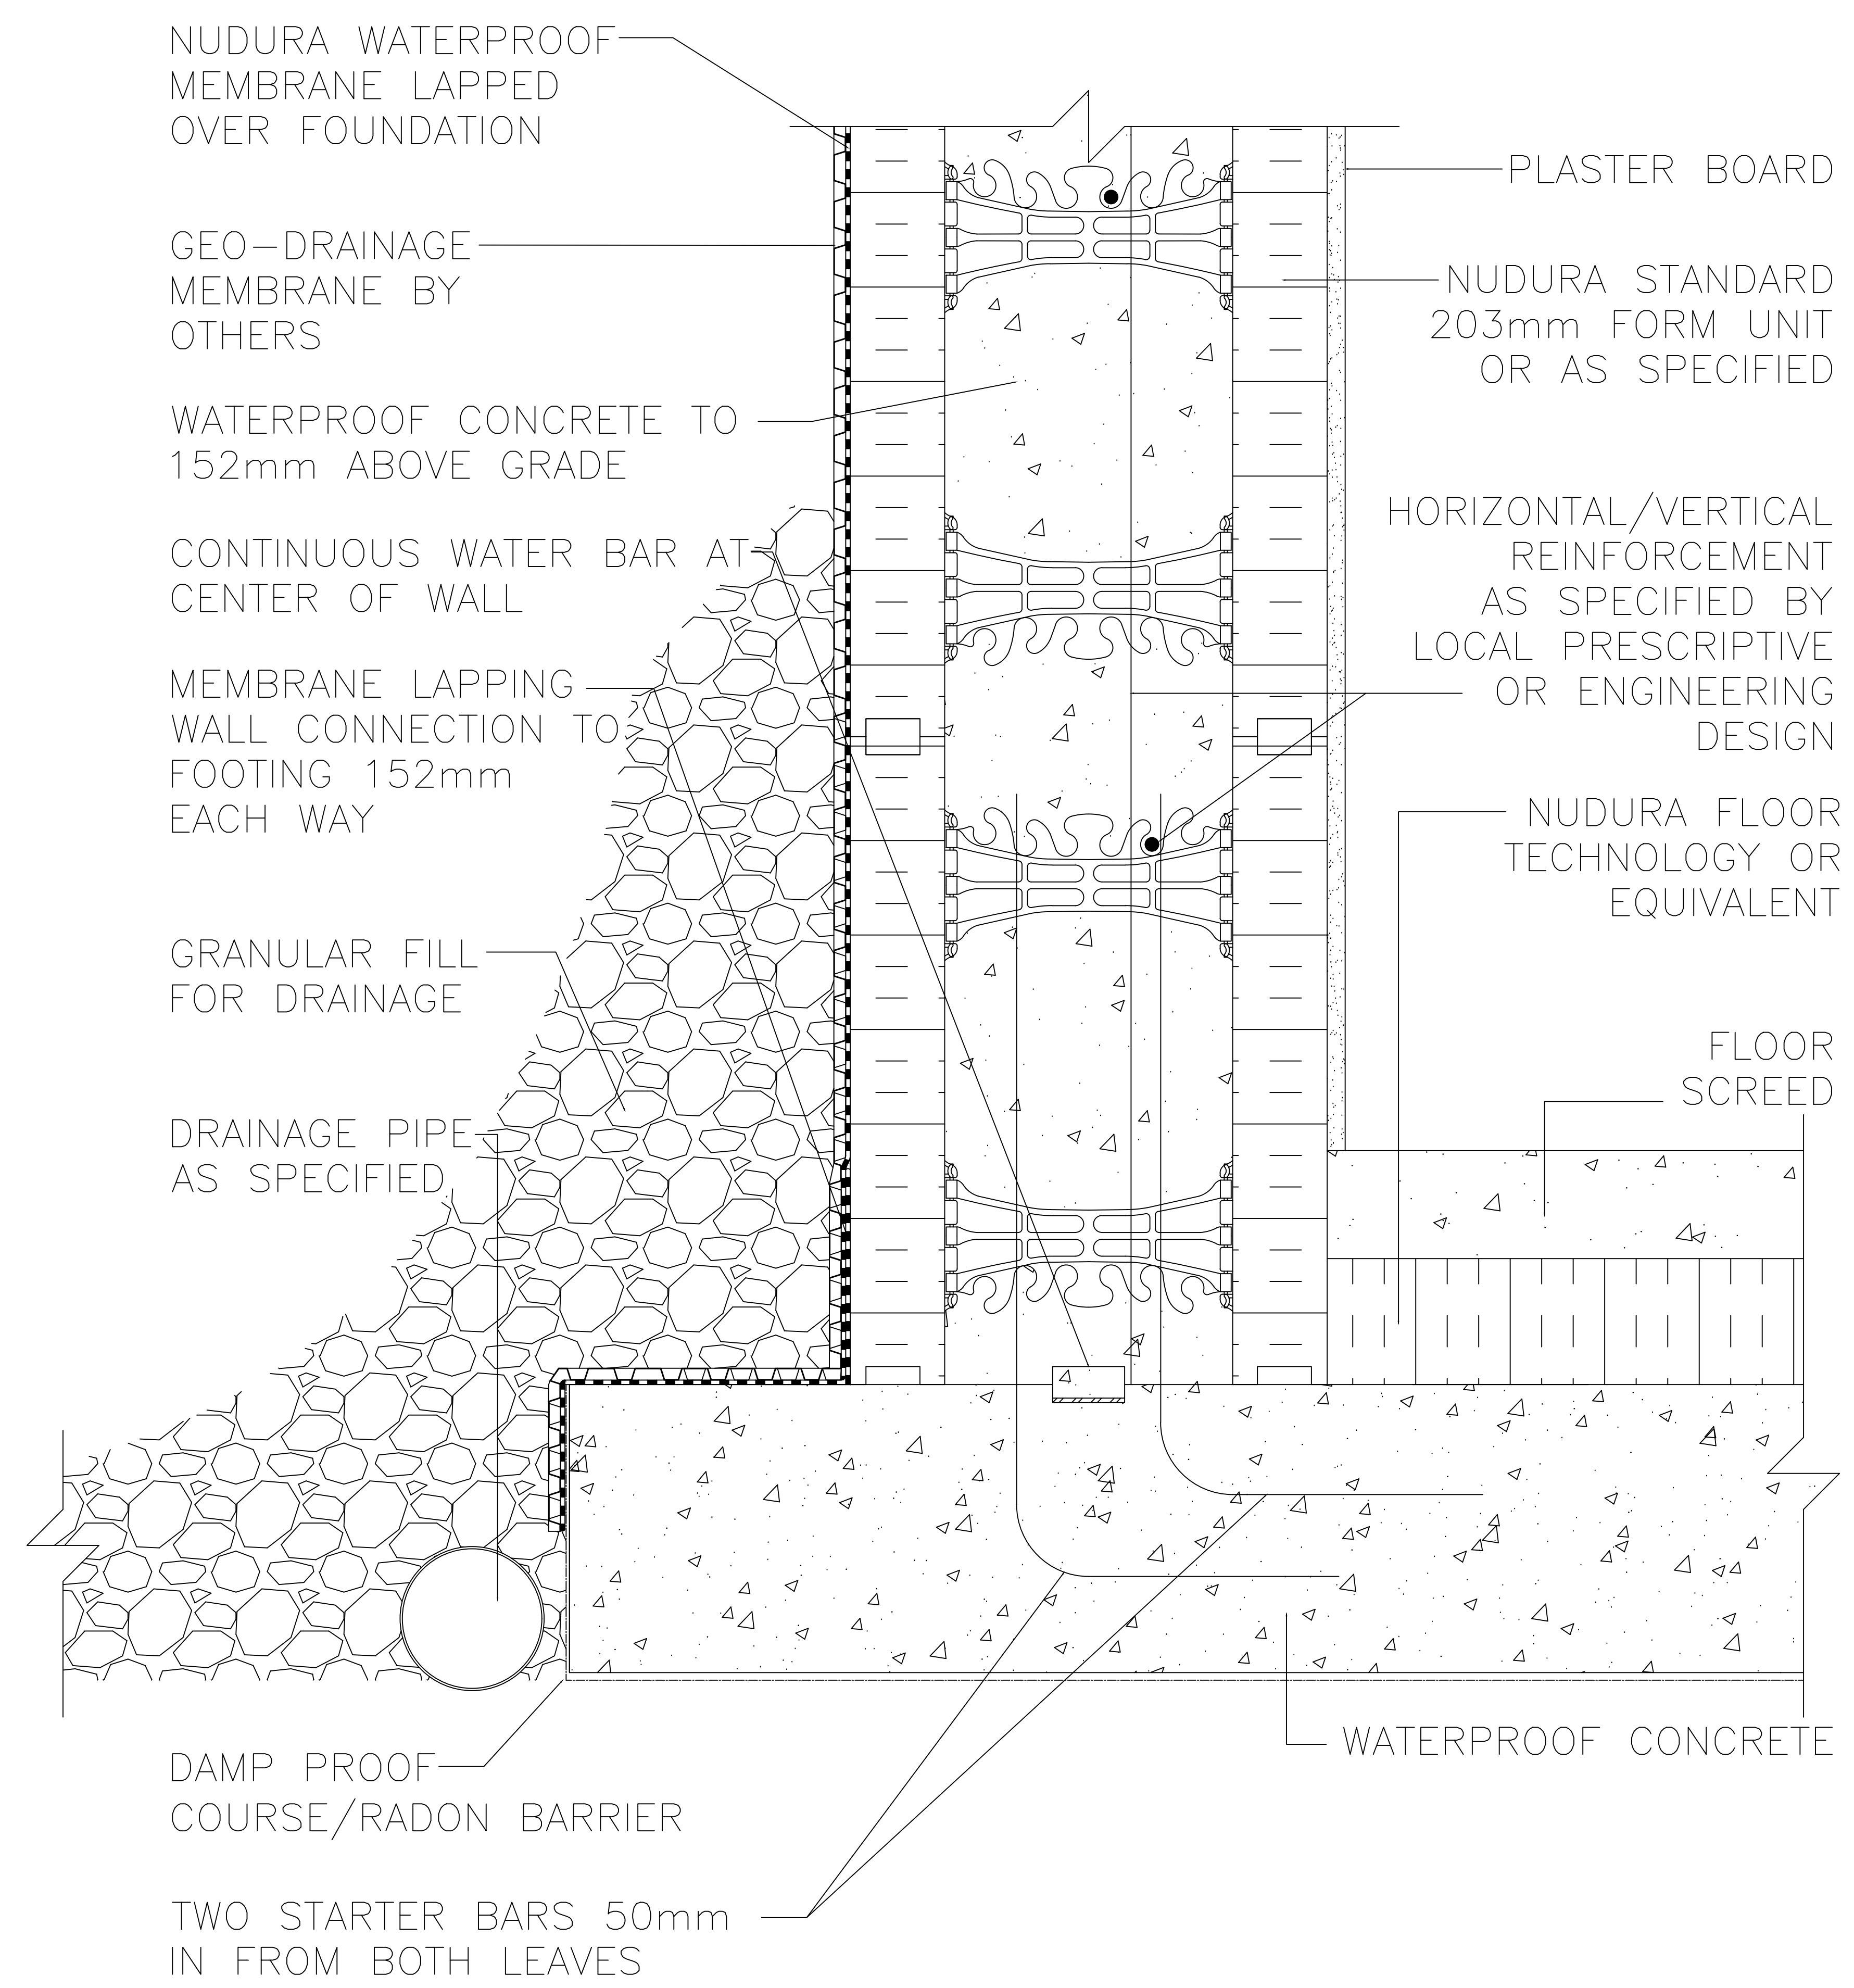 NUDURA WATERPROOF
MEMBRANE LAPPED
OVER FOUNDATION
GEO-DRAINAGE
MEMBRANE BY
OTHERS
WATERPROOF CONCRETE TO
152mm ABOVE GRADE
CONTINUOUS WATER BAR AT
CENTER OF WALL
MEMBRANE LAPPING
WALL CONNECTION TO
FOOTING 152mm
EACH WAY
GRANULAR FILL
FOR DRAINAGE
DRAINAGE PIPE
AS SPECIFIED
DAMP PROOF
COURSE/RADON BARRIER
TWO STARTER BARS 50mm
IN FROM BOTH LEAVES
PLASTER BOARD
NUDURA STANDARD
203mm FORM UNIT
OR AS SPECIFIED
HORIZONTAL/VERTICAL
REINFORCEMENT
AS SPECIFIED BY
LOCAL PRESCRIPTIVE
OR ENGINEERING
DESIGN
NUDURA FLOOR
TECHNOLOGY OR
EQUIVALENT
FLOOR
SCREED
WATERPROOF CONCRETE